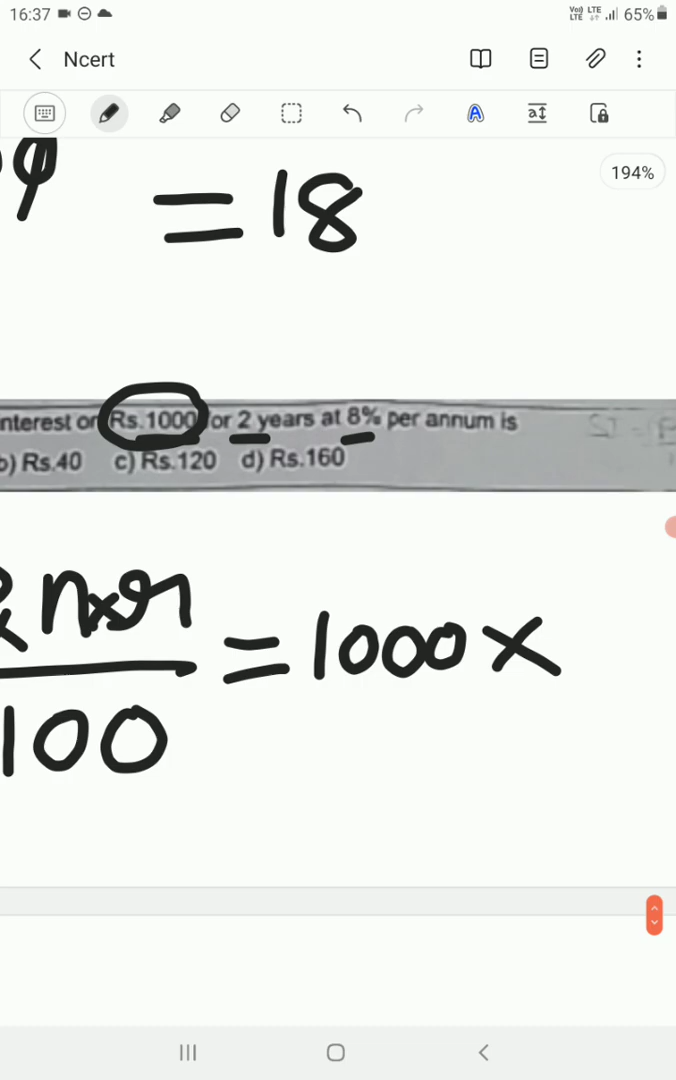 16:37 65%
Ncert
194%
= 18
nterest on Rs.1000 for 2 years at 8% per annum is
b) Rs.40 c) Rs.120 d) Rs.160
n x r
100
= 1000 x